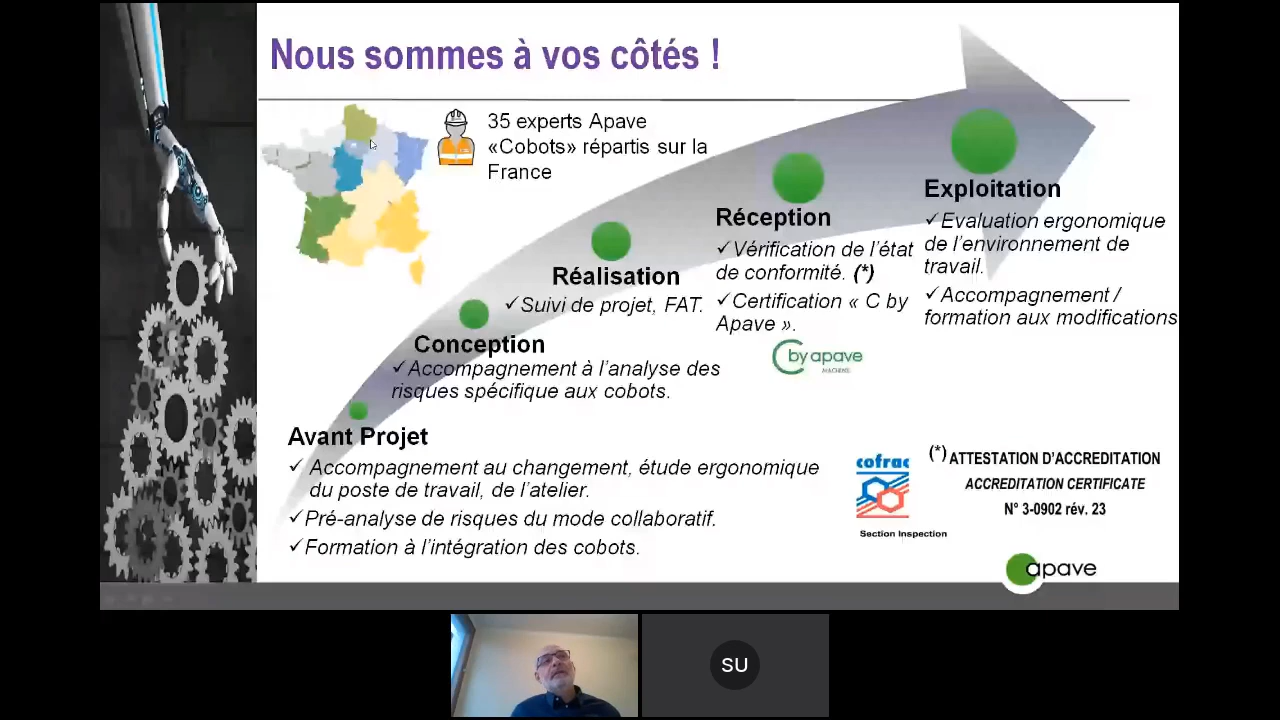 Nous sommes à vos côtés !
35 experts Apave
«Cobots» répartis sur la
France
Exploitation
✓Evaluation ergonomique
de l'environnement de
travail.
✓Accompagnement /
formation aux modifications
Réception
✓Vérification de l'état
de conformité. (*)
✓Certification « C by
Apave ».
C by apave
MACHINES
Réalisation
✓Suivi de projet, FAT.
Conception
✓Accompagnement à l'analyse des
risques spécifique aux cobots.
Avant Projet
✓ Accompagnement au changement, étude ergonomique
du poste de travail, de l'atelier.
✓Pré-analyse de risques du mode collaboratif.
✓Formation à l'intégration des cobots.
cofrac
Section Inspection
(*) ATTESTATION D'ACCREDITATION
ACCREDITATION CERTIFICATE
N° 3-0902 rév. 23
apave
SU